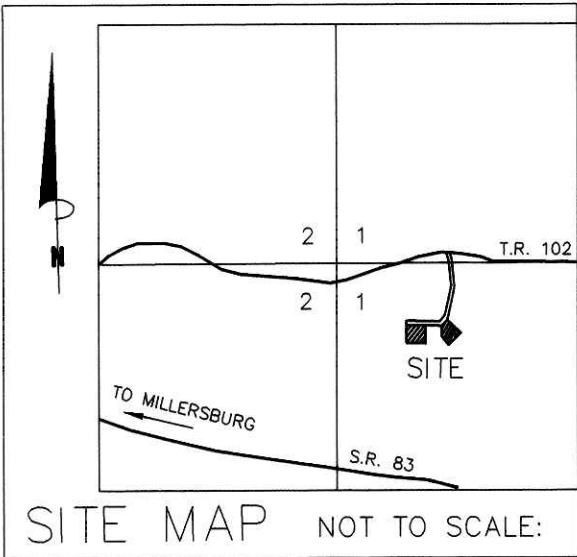 N
2 1
T.R. 102
2 1
SITE
TO MILLERSBURG
S.R. 83
SITE MAP NOT TO SCALE: